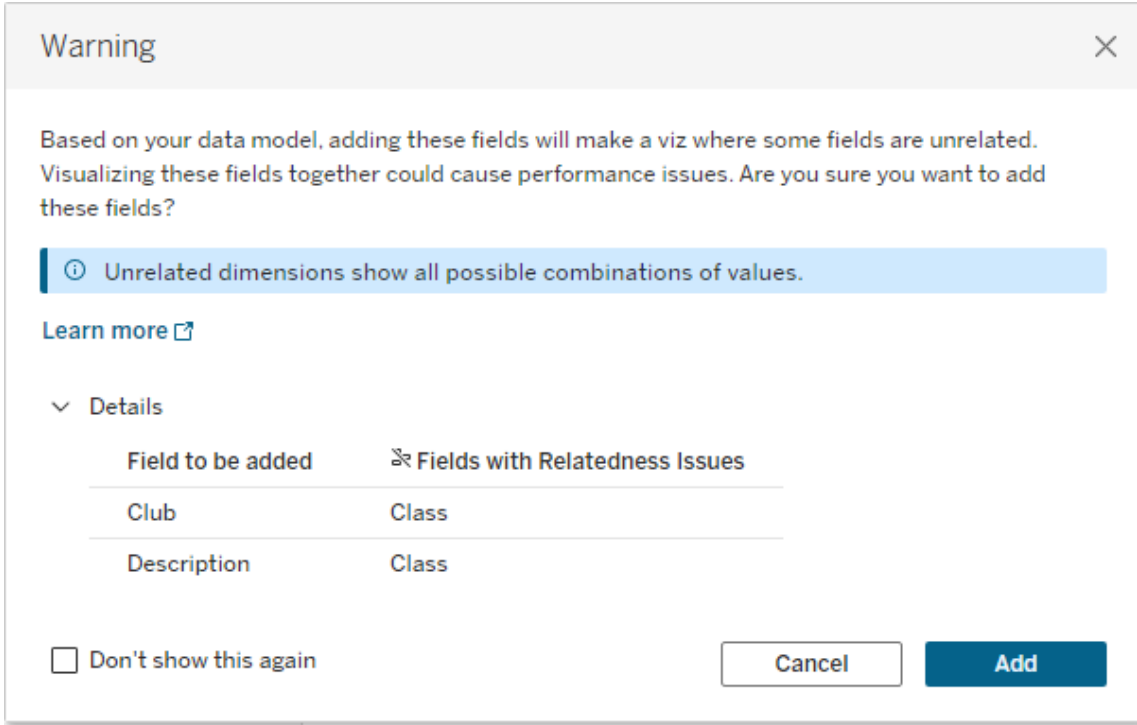 Warning
Based on your data model, adding these fields will make a viz where some fields are unrelated.
Visualizing these fields together could cause performance issues. Are you sure you want to add
these fields?
Unrelated dimensions show all possible combinations of values.
Learn more
Details
Field to be added Fields with Relatedness Issues
Club Class
Description Class
Don't show this again Cancel Add